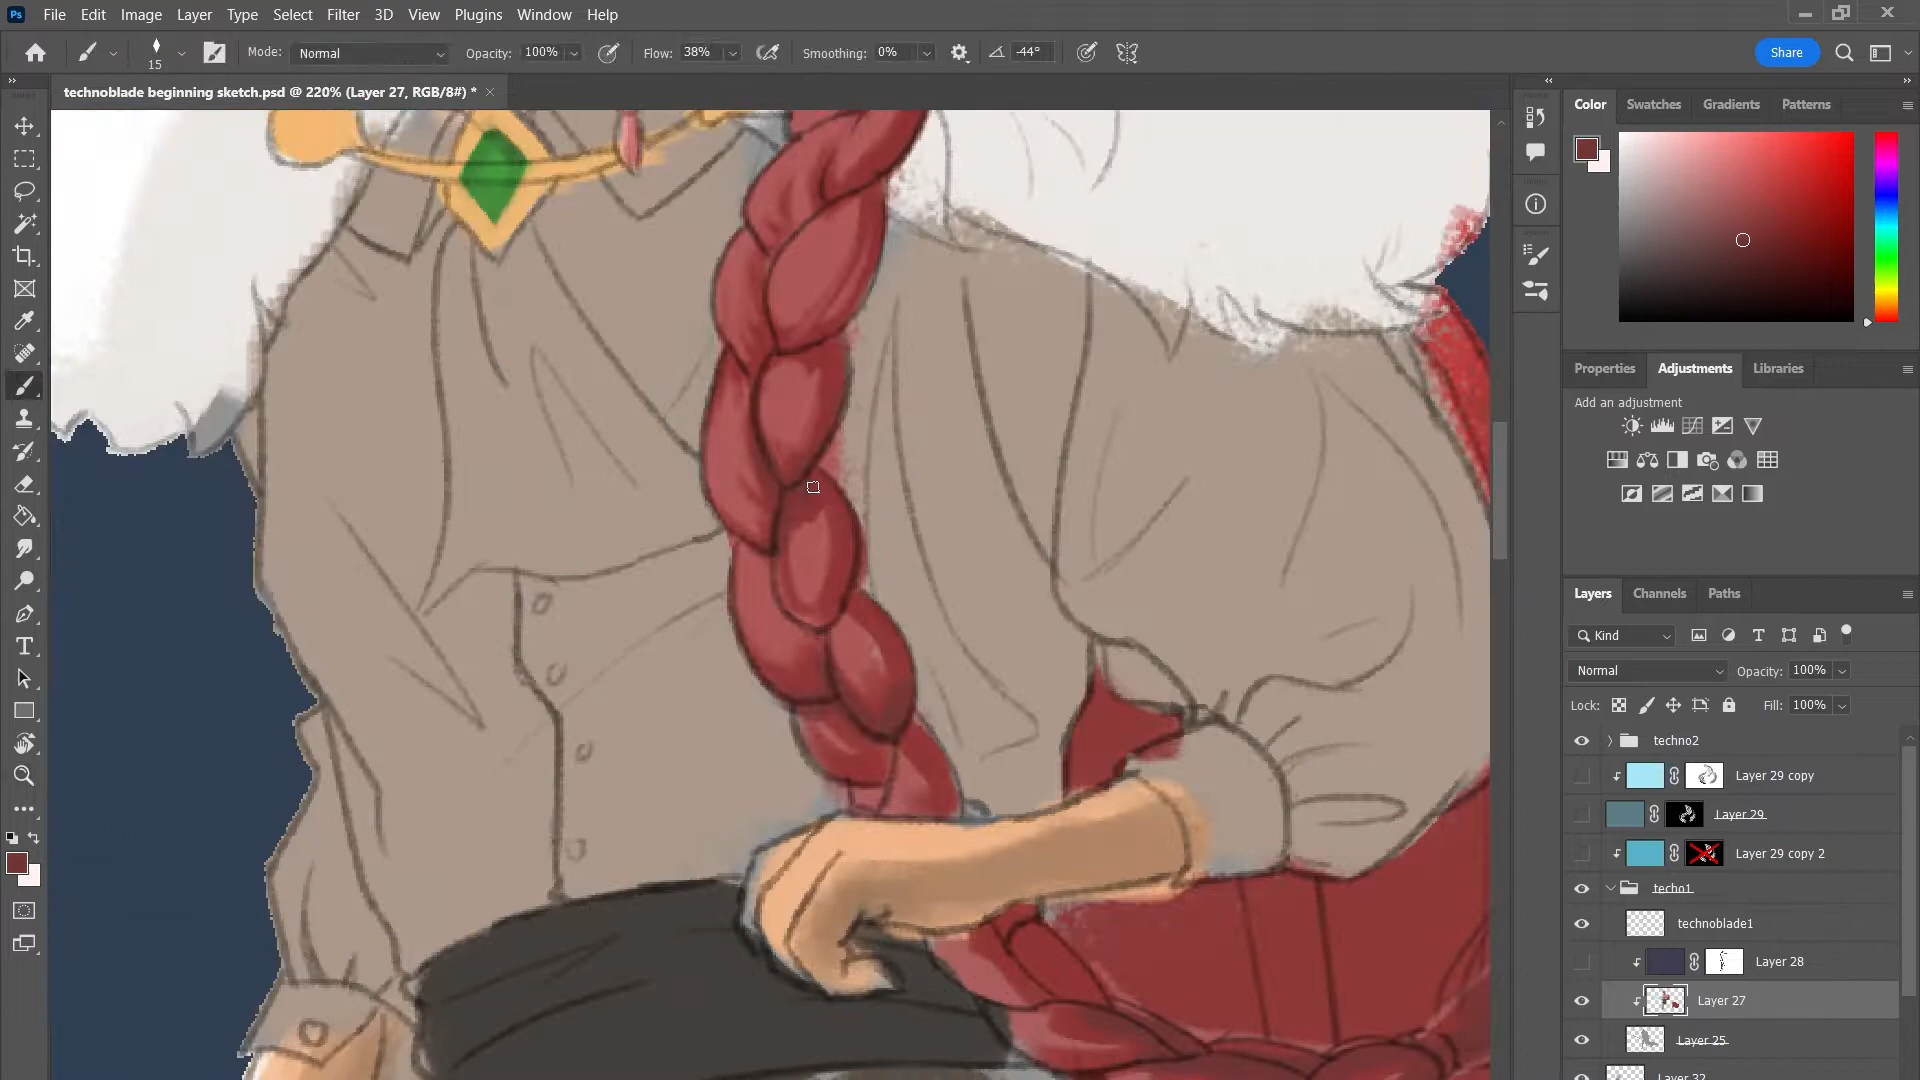 Ps File Edit Image Layer Type Select Filter 3D View Plugins Window Help
15 Mode: Normal Opacity: 100% Flow: 38% Smoothing: 0% -44° Share
technoblade beginning sketch.psd @ 220% (Layer 27, RGB/8#) *
Color Swatches Gradients Patterns
Properties Adjustments Libraries
Add an adjustment
Layers Channels Paths
Kind
Normal Opacity: 100%
Lock: Fill: 100%
techno2
Layer 29 copy
Layer 29
Layer 29 copy 2
techo1
technoblade1
Layer 28
Layer 27
Layer 25
Layer 32